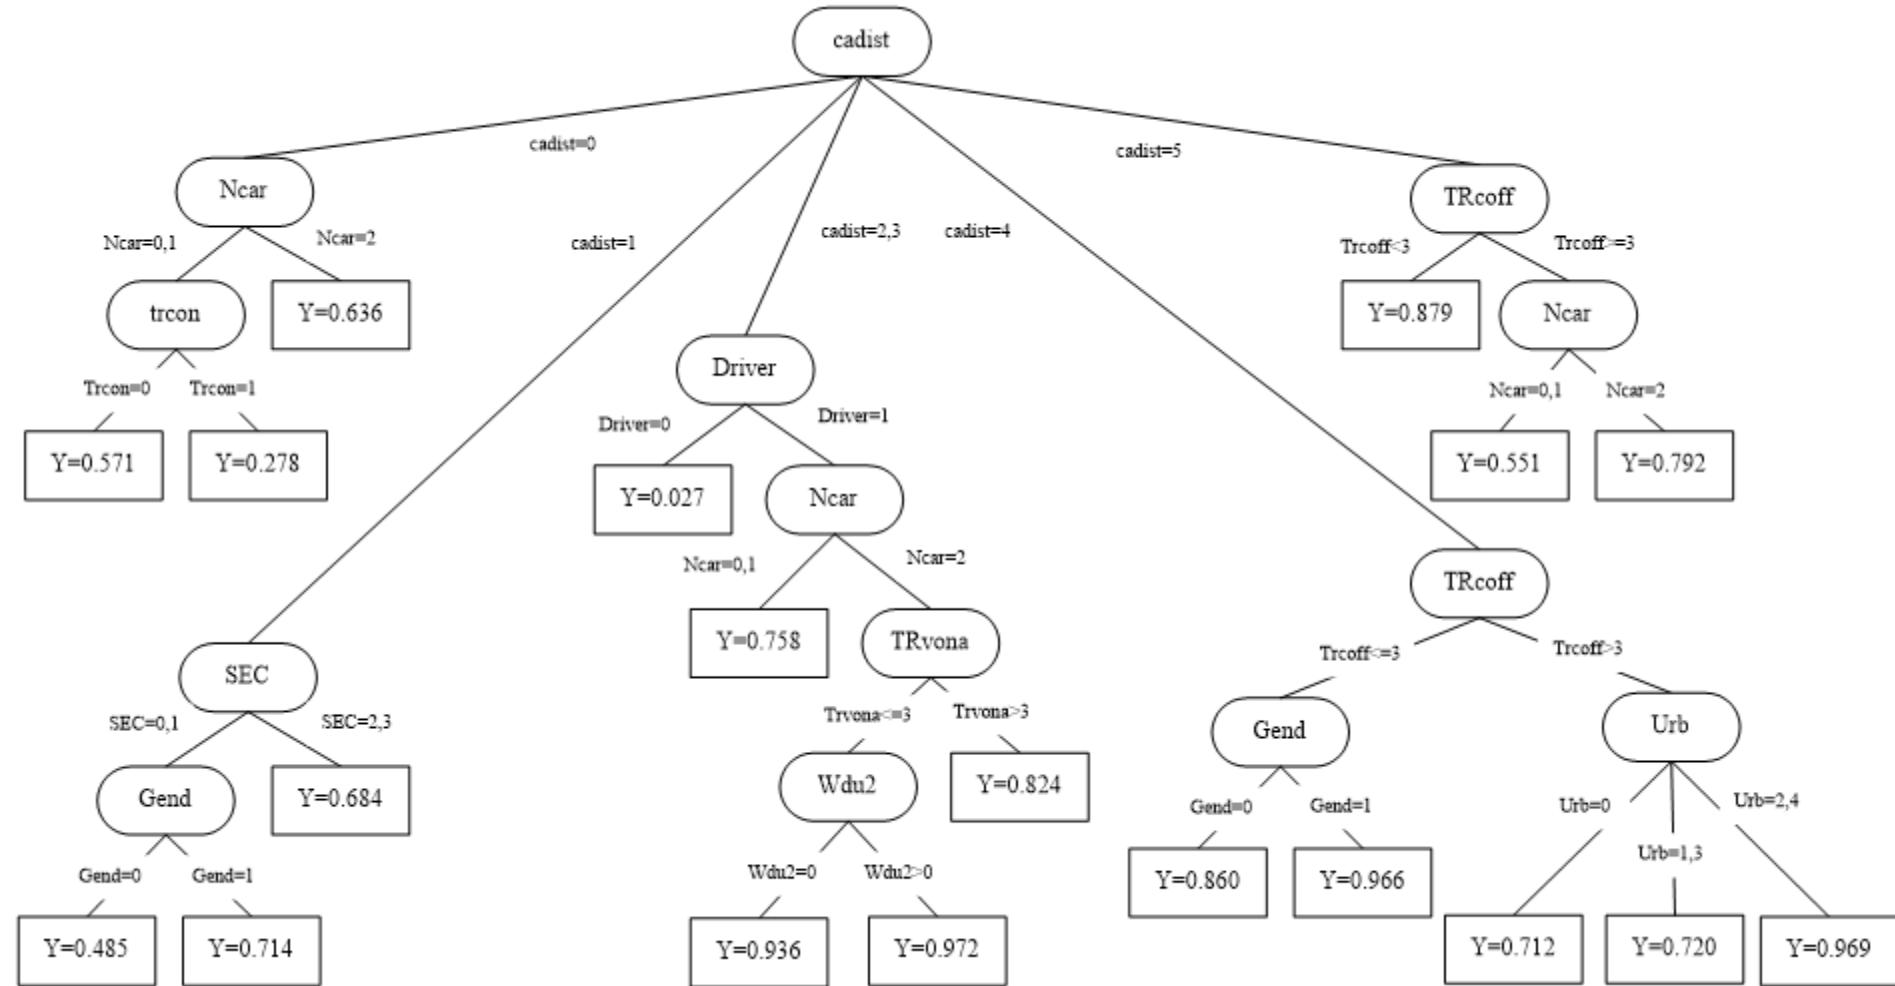 cadist
cadist=0
cadist=5
Ncar
TRcoff
Ncar=0,1
Ncar=2
cadist=1
cadist=2,3
cadist=4
Trcoff<3
Trcoff>=3
trcon
Y=0.636
Y=0.879
Ncar
Driver
Trcon=0
Trcon=1
Ncar=0,1
Ncar=2
Driver=0
Driver=1
Y=0.571
Y=0.278
Y=0.551
Y=0.792
Y=0.027
Ncar
Ncar=0,1
Ncar=2
TRcoff
Y=0.758
TRvona
Trcoff<=3
Trcoff>3
SEC
SEC=0,1
SEC=2,3
Trvona<=3
Trvona>3
Gend
Urb
Gend
Y=0.684
Wdu2
Y=0.824
Gend=0
Gend=1
Urb=0
Urb=2,4
Urb=1,3
Gend=0
Gend=1
Wdu2=0
Wdu2>0
Y=0.860
Y=0.966
Y=0.485
Y=0.714
Y=0.936
Y=0.972
Y=0.712
Y=0.720
Y=0.969